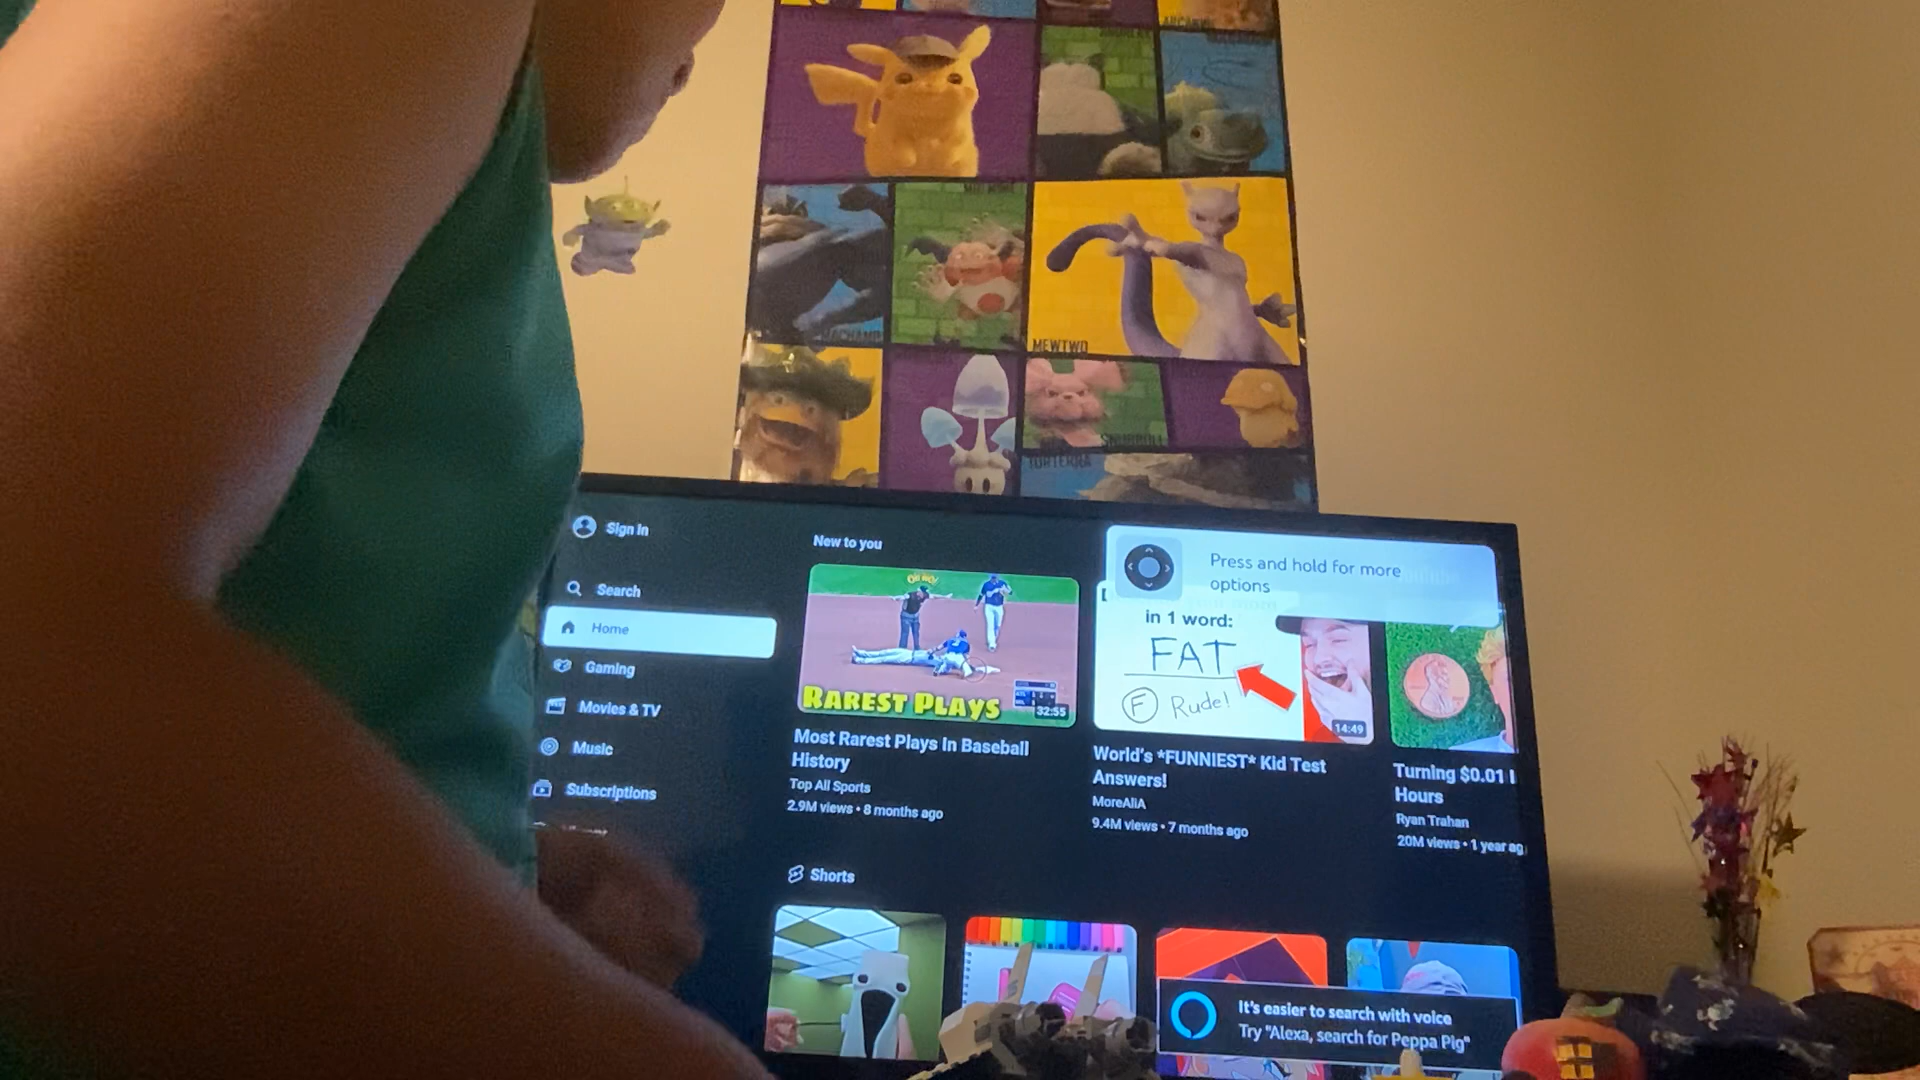 MEWTWO
SNUBBULL
TORTERRA
Sign in
Search
Home
Gaming
Movies & TV
Music
Subscriptions
New to you
Press and hold for more
options
OH NO!
RAREST PLAYS
32:55
Most Rarest Plays In Baseball
History
Top All Sports
2.9M views • 8 months ago
in 1 word:
FAT
F Rude!
14:49
World's *FUNNIEST* Kid Test
Answers!
MoreAliA
9.4M views • 7 months ago
Turning $0.01
Hours
Ryan Trahan
20M views • 1 year ag
Shorts
It's easier to search with voice
Try "Alexa, search for Peppa Pig"